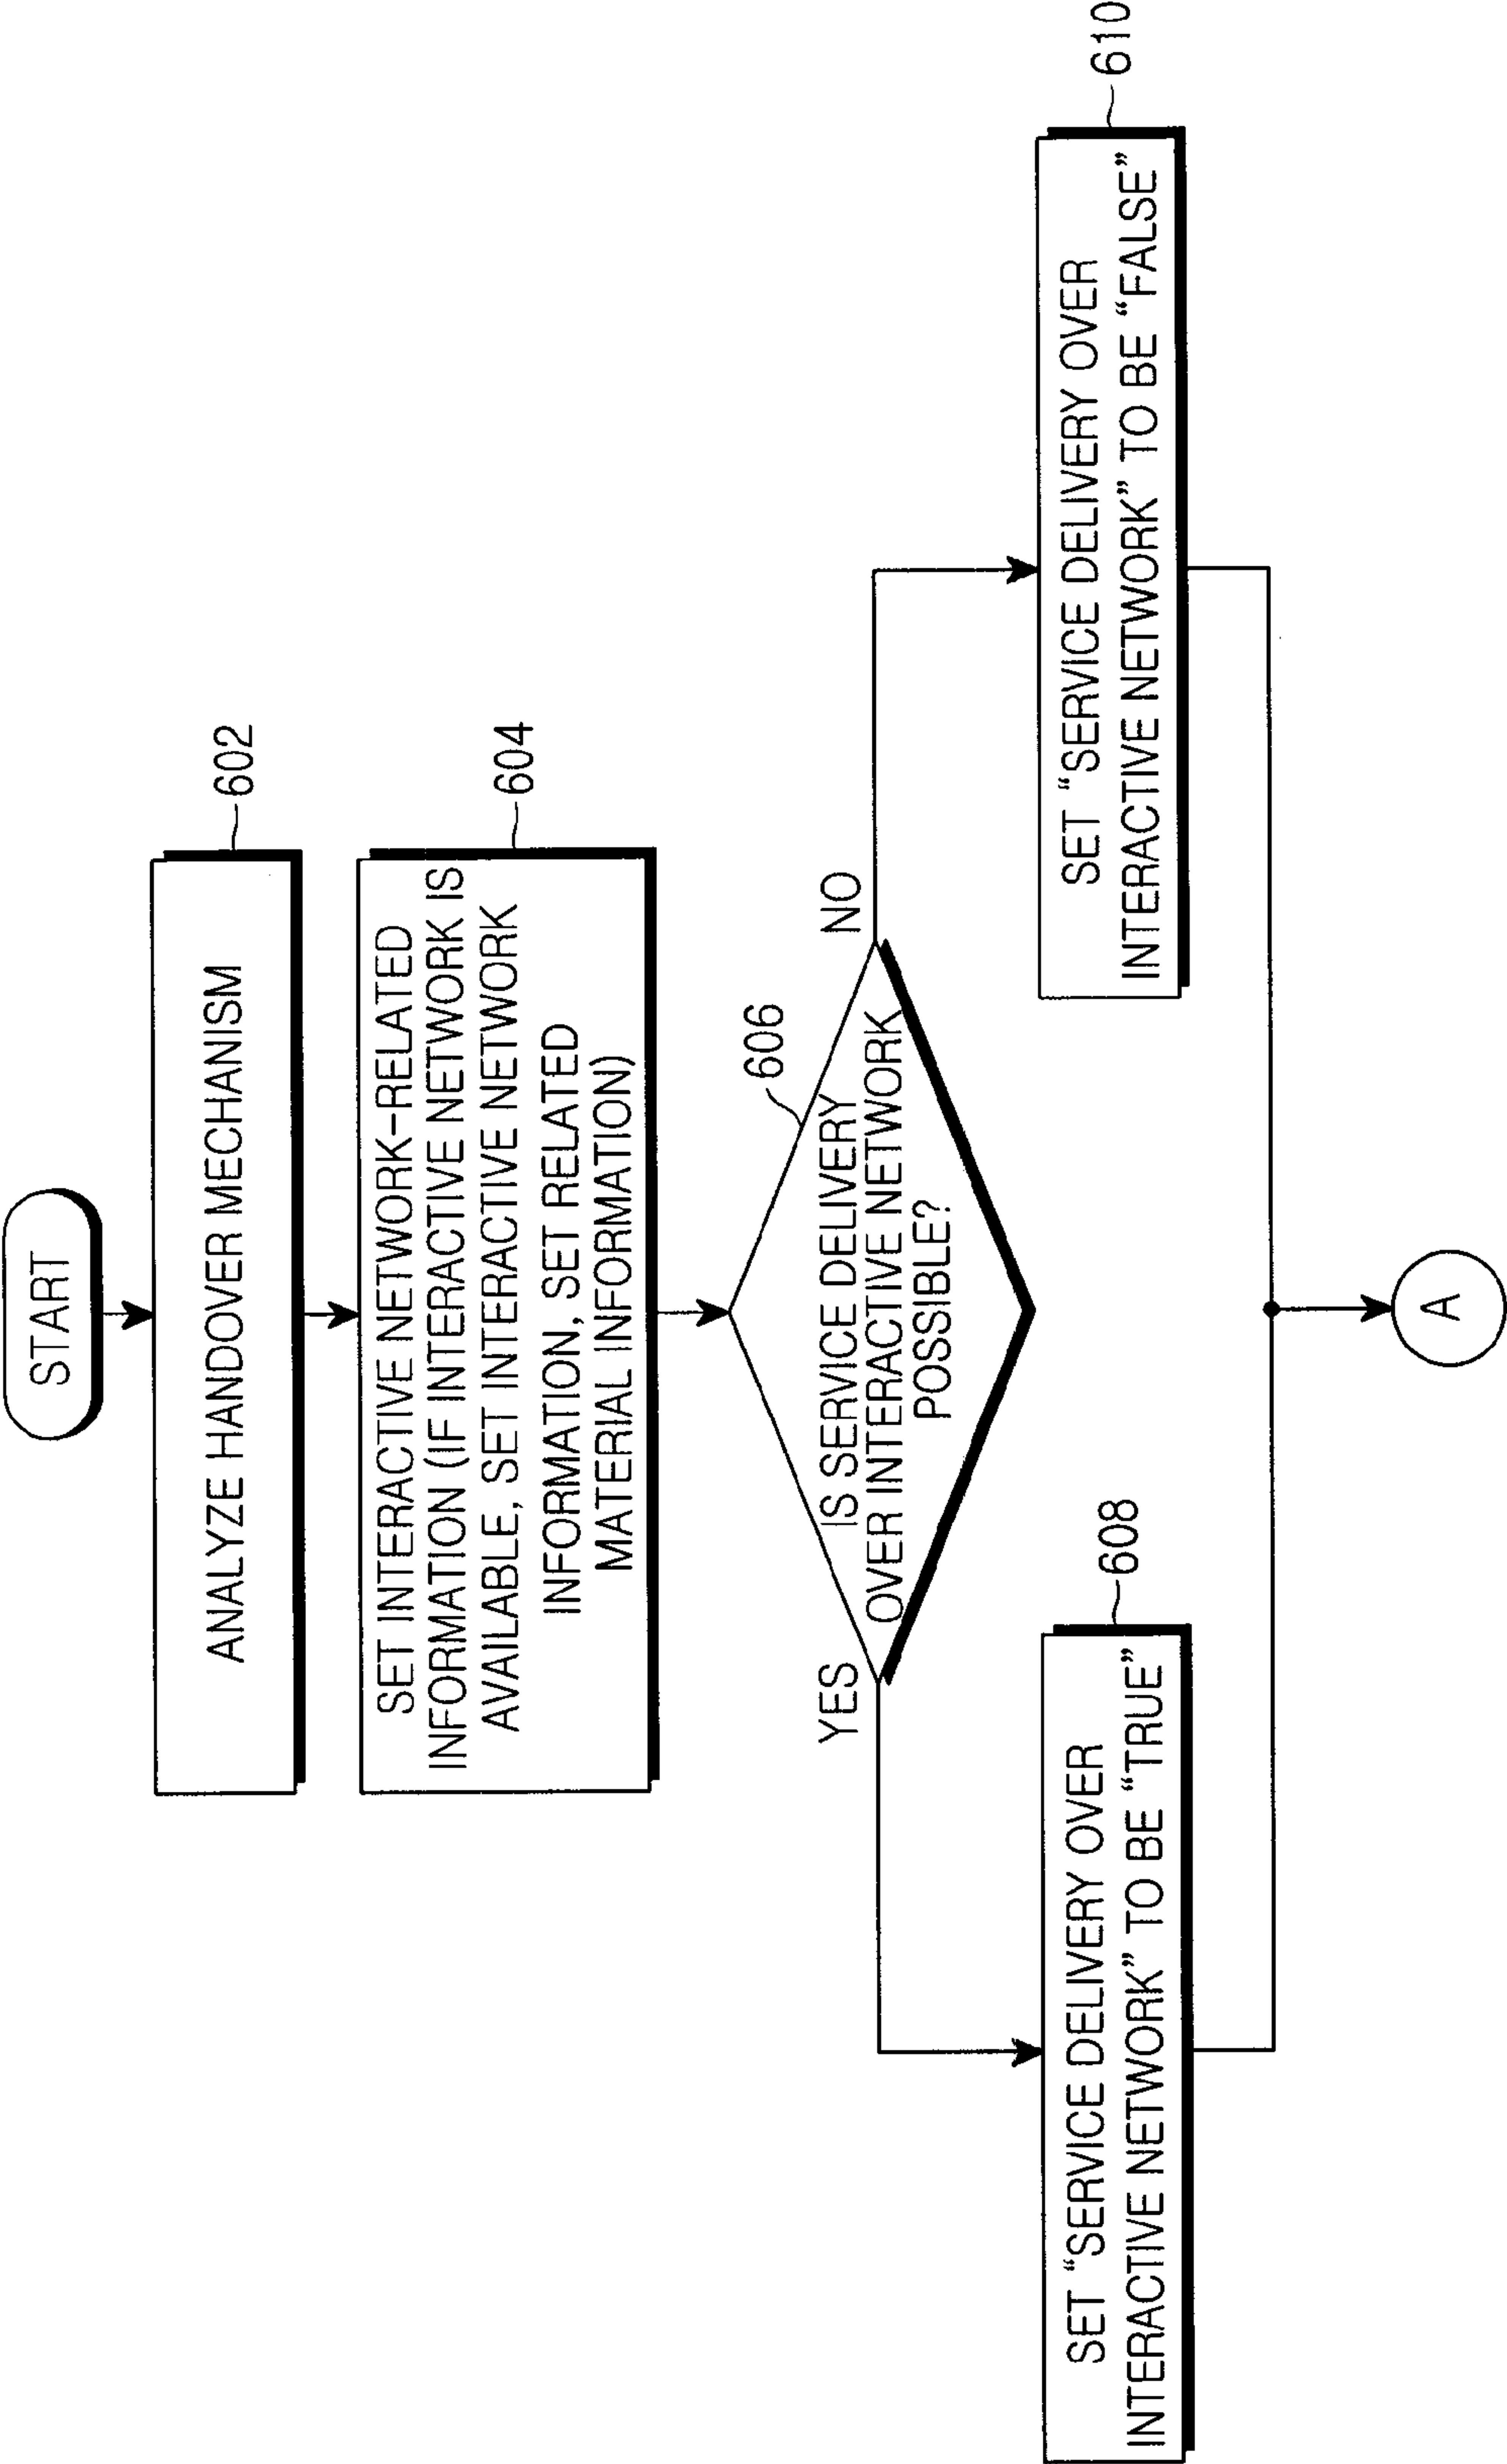 START
ANALYZE HANDOVER MECHANISM
602
SET INTERACTIVE NETWORK-RELATED
INFORMATION (IF INTERACTIVE NETWORK IS
AVAILABLE, SET INTERACTIVE NETWORK
INFORMATION, SET RELATED
MATERIAL INFORMATION)
604
606
IS SERVICE DELIVERY
OVER INTERACTIVE NETWORK
POSSIBLE?
YES
NO
SET “SERVICE DELIVERY OVER
INTERACTIVE NETWORK” TO BE “TRUE”
608
SET “SERVICE DELIVERY OVER
INTERACTIVE NETWORK” TO BE “FALSE”
610
A